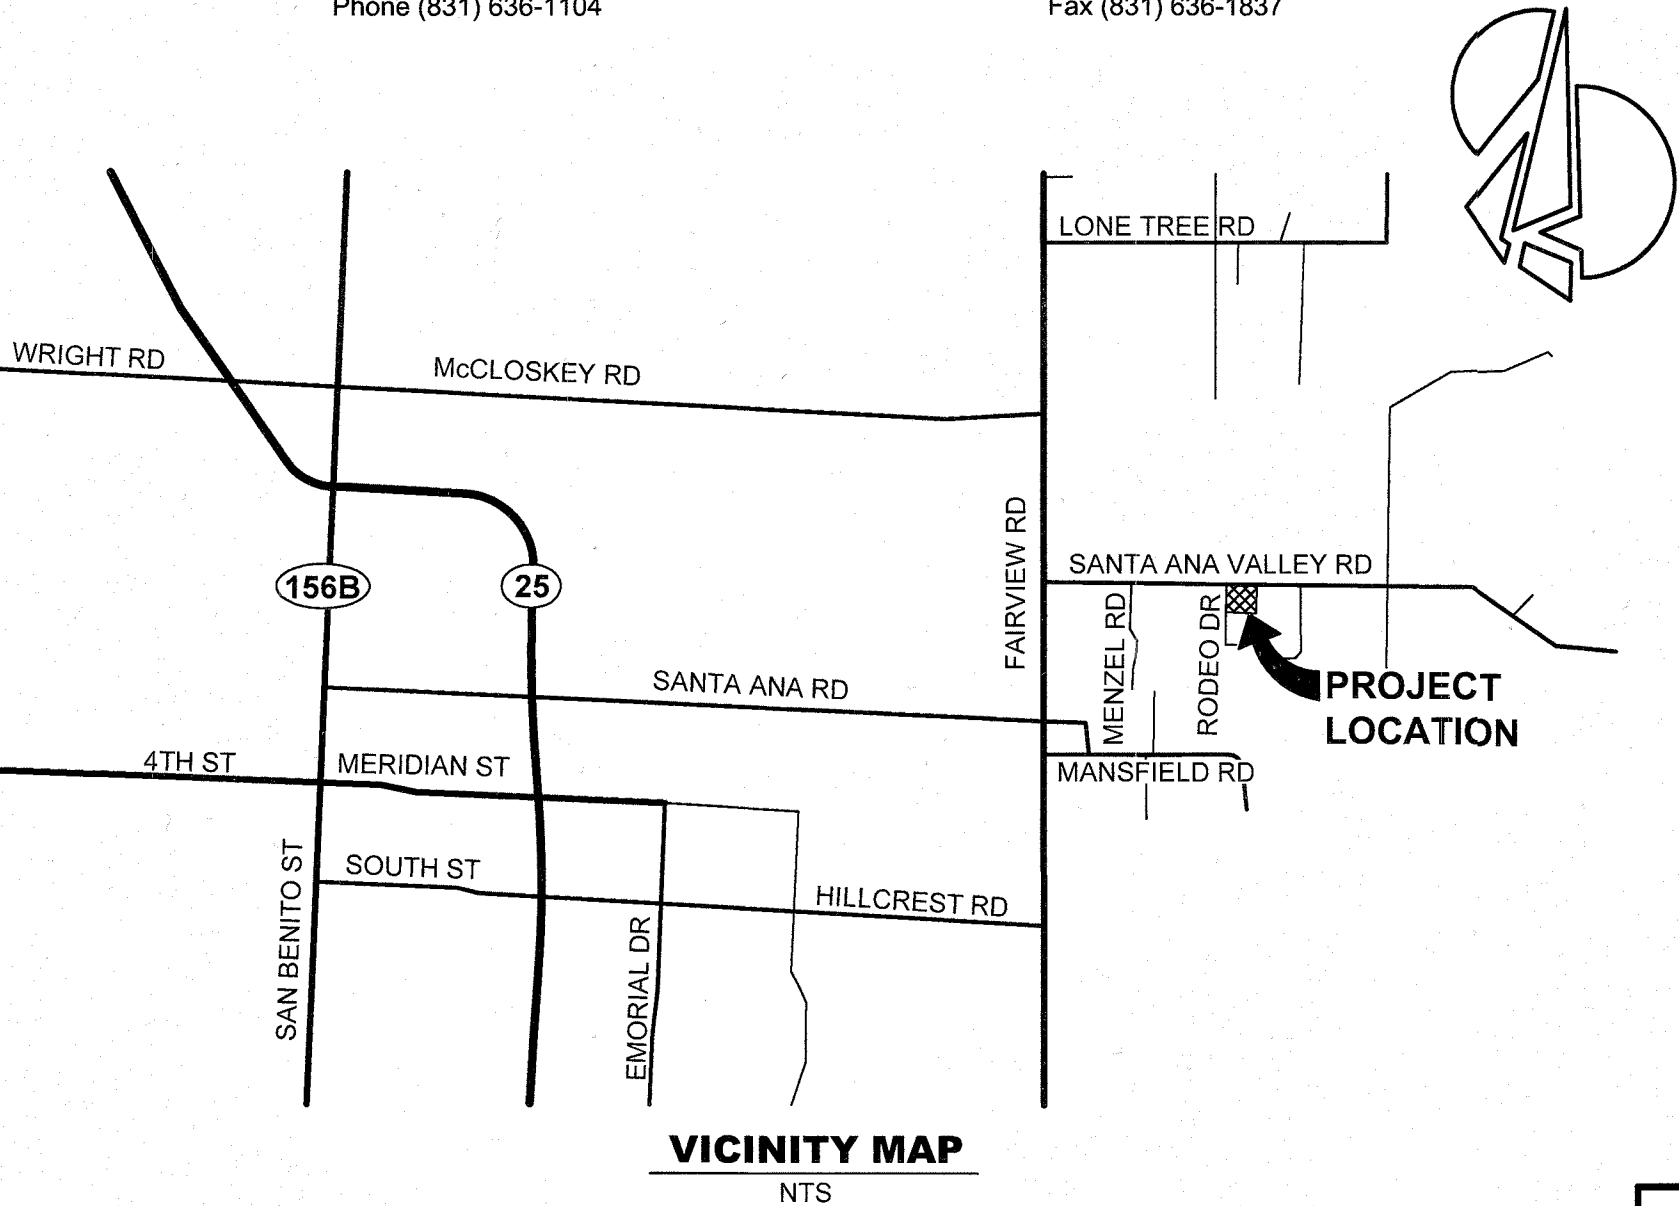 Phone (831) 636-1104
Fax (831) 636-1837
LONE TREE RD
WRIGHT RD
McCLOSKEY RD
FAIRVIEW RD
SANTA ANA VALLEY RD
156B
25
MENZEL RD
RODEO DR
PROJECT
LOCATION
SANTA ANA RD
4TH ST
MERIDIAN ST
MANSFIELD RD
SAN BENITO ST
SOUTH ST
HILLCREST RD
EMORIAL DR
VICINITY MAP
NTS